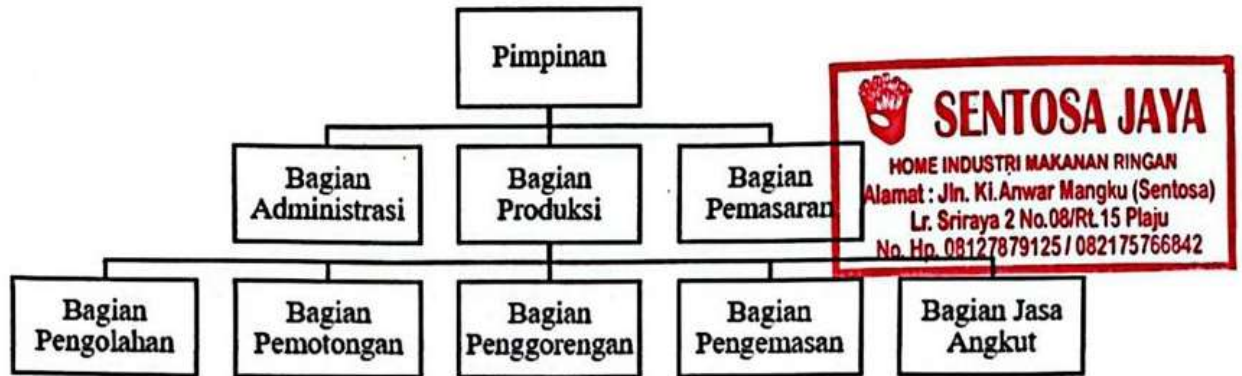 Pimpinan
SENTOSA JAYA
HOME INDUSTRI MAKANAN RINGAN
Alamat : Jln. Ki.Anwar Mangku (Sentosa)
Lr. Sriraya 2 No.08/Rt.15 Plaju
No. Hp. 08127879125 / 082175766842
Bagian
Administrasi
Bagian
Produksi
Bagian
Pemasaran
Bagian
Pengolahan
Bagian
Pemotongan
Bagian
Penggorengan
Bagian
Pengemasan
Bagian Jasa
Angkut